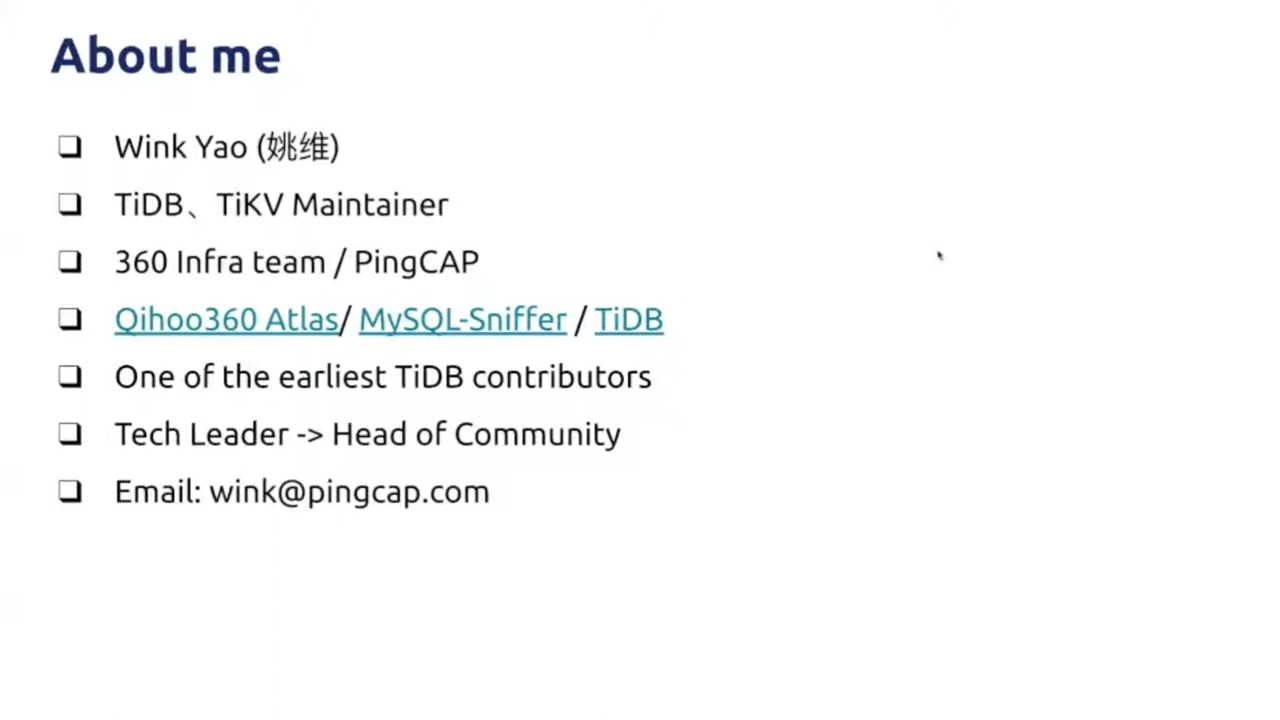 About me
❑ Wink Yao (姚维)
❑ TiDB、TiKV Maintainer
❑ 360 Infra team / PingCAP
❑ Qihoo360 Atlas/ MySQL-Sniffer / TiDB
❑ One of the earliest TiDB contributors
❑ Tech Leader -> Head of Community
❑ Email: wink@pingcap.com